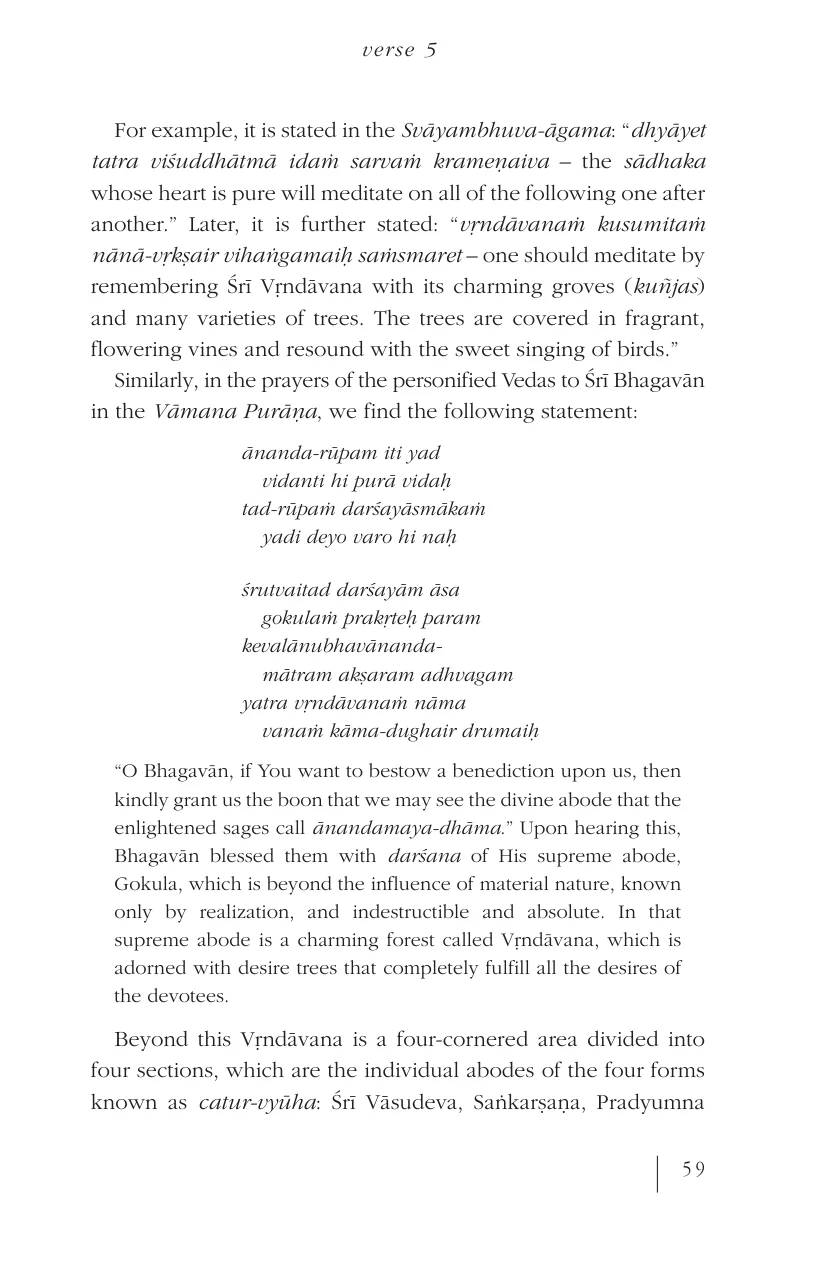 verse 5
For example, it is stated in the Svāyambhuva-āgama: “dhyāyet
tatra viśuddhātmā idaṁ sarvaṁ krameṇaiva – the sādhaka
whose heart is pure will meditate on all of the following one after
another.” Later, it is further stated: “vṛndāvanaṁ kusumitaṁ
nānā-vṛkṣair vihaṅgamaiḥ saṁsmaret – one should meditate by
remembering Śrī Vṛndāvana with its charming groves (kuñjas)
and many varieties of trees. The trees are covered in fragrant,
flowering vines and resound with the sweet singing of birds.”
Similarly, in the prayers of the personified Vedas to Śrī Bhagavān
in the Vāmana Purāṇa, we find the following statement:
ānanda-rūpam iti yad
vidanti hi purā vidaḥ
tad-rūpaṁ darśayāsmākaṁ
yadi deyo varo hi naḥ
śrutvaitad darśayām āsa
gokulaṁ prakṛteḥ param
kevalānubhavānanda-
mātram akṣaram adhvagam
yatra vṛndāvanaṁ nāma
vanaṁ kāma-dughair drumaiḥ
“O Bhagavān, if You want to bestow a benediction upon us, then
kindly grant us the boon that we may see the divine abode that the
enlightened sages call ānandamaya-dhāma.” Upon hearing this,
Bhagavān blessed them with darśana of His supreme abode,
Gokula, which is beyond the influence of material nature, known
only by realization, and indestructible and absolute. In that
supreme abode is a charming forest called Vṛndāvana, which is
adorned with desire trees that completely fulfill all the desires of
the devotees.
Beyond this Vṛndāvana is a four-cornered area divided into
four sections, which are the individual abodes of the four forms
known as catur-vyūha: Śrī Vāsudeva, Saṅkarṣaṇa, Pradyumna
59